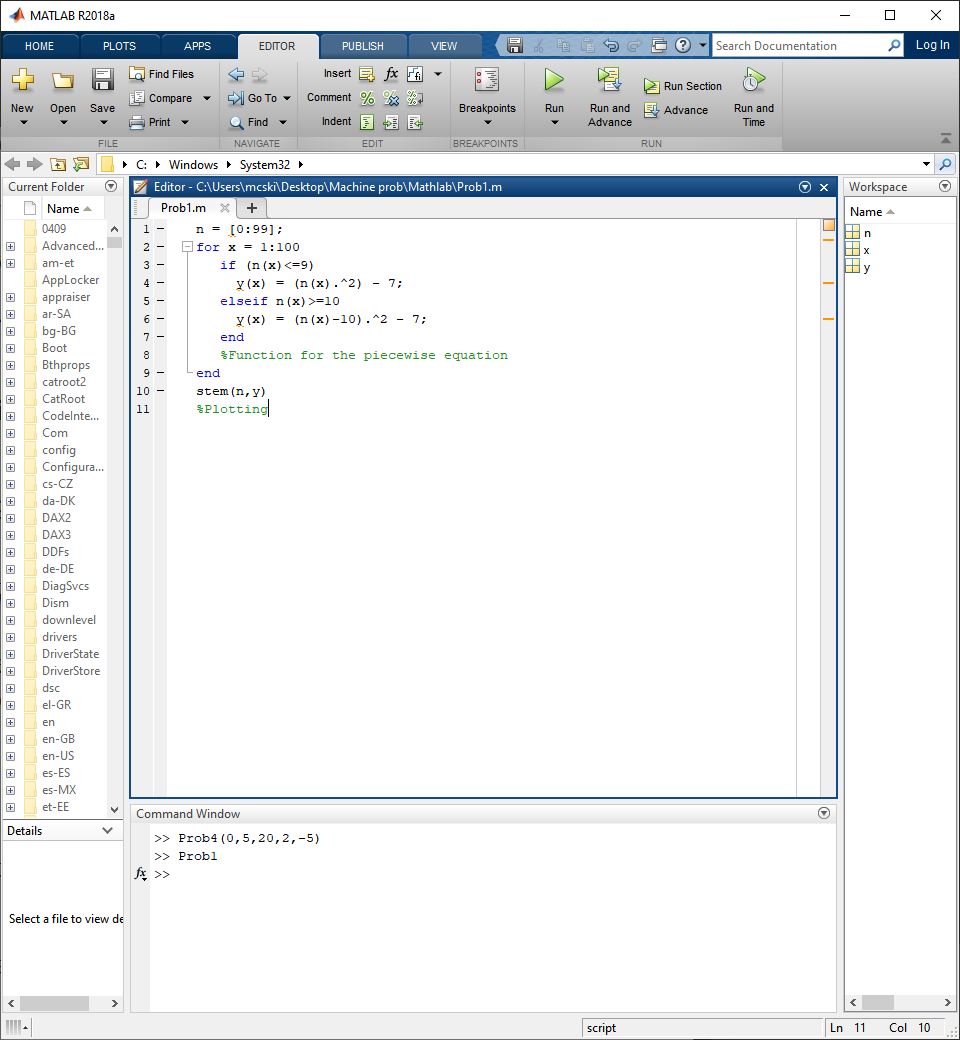 MATLAB R2018a
HOME PLOTS APPS EDITOR PUBLISH VIEW Search Documentation Log In
New Open Save Find Files Compare Print Go To Find Insert fx Comment Indent Breakpoints Run Run and Advance Run Section Advance Run and Time
FILE NAVIGATE EDIT BREAKPOINTS RUN
C: Windows System32
Current Folder
Name
0409
Advanced...
am-et
AppLocker
appraiser
ar-SA
bg-BG
Boot
Bthprops
catroot2
CatRoot
CodeInte...
Com
config
Configura...
cs-CZ
da-DK
DAX2
DAX3
DDFs
de-DE
DiagSvcs
Dism
downlevel
drivers
DriverState
DriverStore
dsc
el-GR
en
en-GB
en-US
es-ES
es-MX
et-EE
Details
Select a file to view de
Editor - C:\Users\mcski\Desktop\Machine prob\Mathlab\Prob1.m
Prob1.m
1 n = [0:99];
2 for x = 1:100
3 if (n(x)<=9)
4 y(x) = (n(x).^2) - 7;
5 elseif n(x)>=10
6 y(x) = (n(x)-10).^2 - 7;
7 end
8 %Function for the piecewise equation
9 end
10 stem(n,y)
11 %Plotting
Command Window
>> Prob4(0,5,20,2,-5)
>> Prob1
fx >>
Workspace
Name
n
x
y
script Ln 11 Col 10